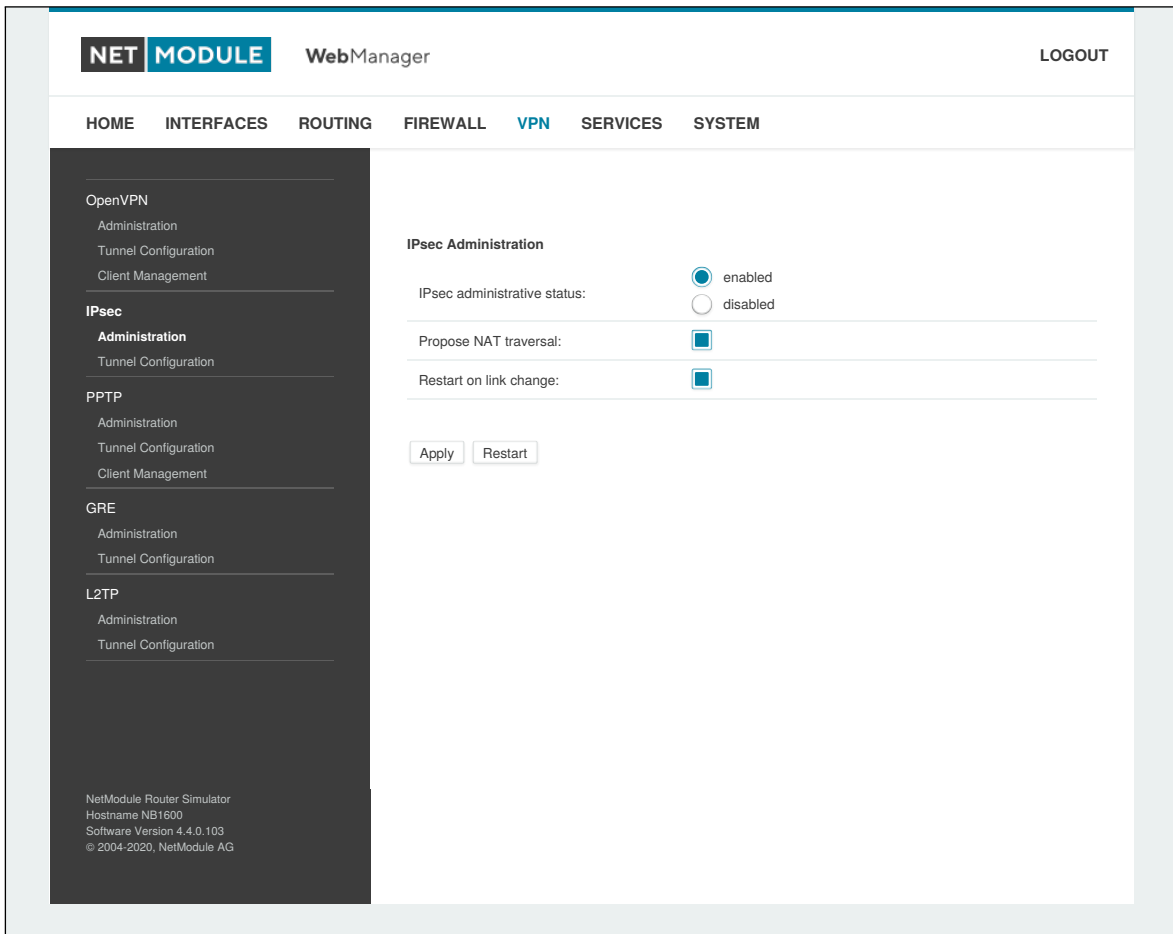 NET MODULE WebManager LOGOUT
HOME INTERFACES ROUTING FIREWALL VPN SERVICES SYSTEM
OpenVPN
Administration
Tunnel Configuration
Client Management
IPsec
Administration
Tunnel Configuration
PPTP
Administration
Tunnel Configuration
Client Management
GRE
Administration
Tunnel Configuration
L2TP
Administration
Tunnel Configuration
NetModule Router Simulator
Hostname NB1600
Software Version 4.4.0.103
© 2004-2020, NetModule AG
IPsec Administration
IPsec administrative status:
enabled
disabled
Propose NAT traversal:
Restart on link change:
Apply Restart